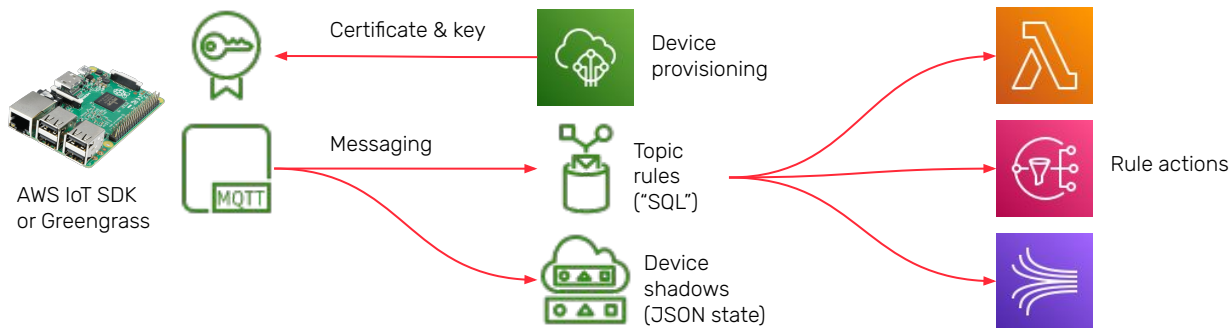 Certificate & key
Device
provisioning
AWS IoT SDK
or Greengrass
MQTT
Messaging
Topic
rules
("SQL")
Device
shadows
(JSON state)
Rule actions